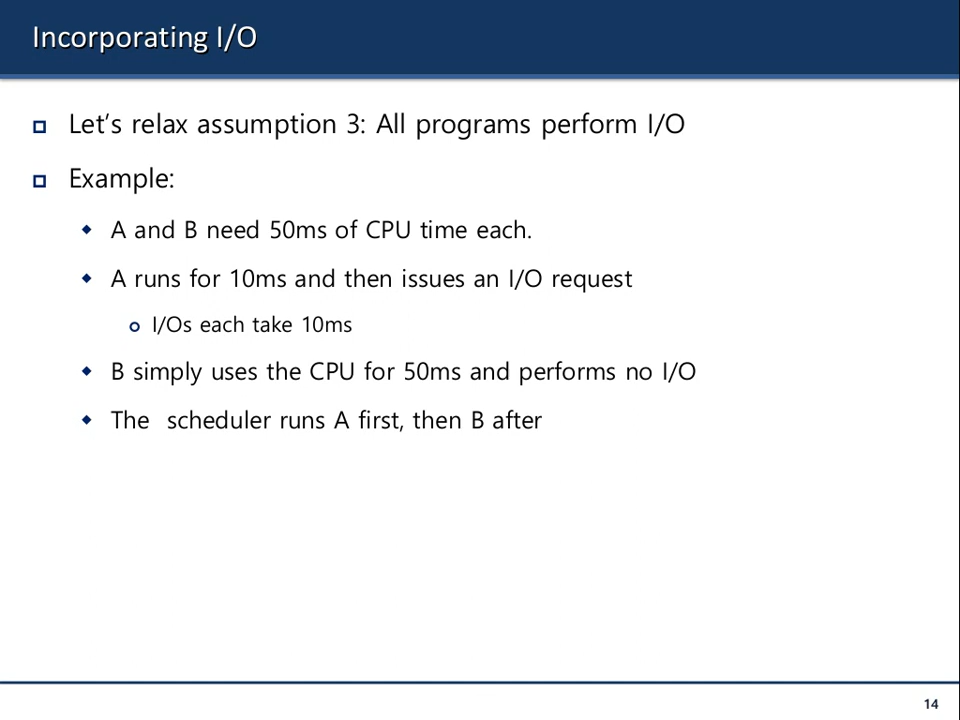 Incorporating I/O
Let’s relax assumption 3: All programs perform I/O
Example:
A and B need 50ms of CPU time each.
A runs for 10ms and then issues an I/O request
I/Os each take 10ms
B simply uses the CPU for 50ms and performs no I/O
The  scheduler runs A first, then B after
14